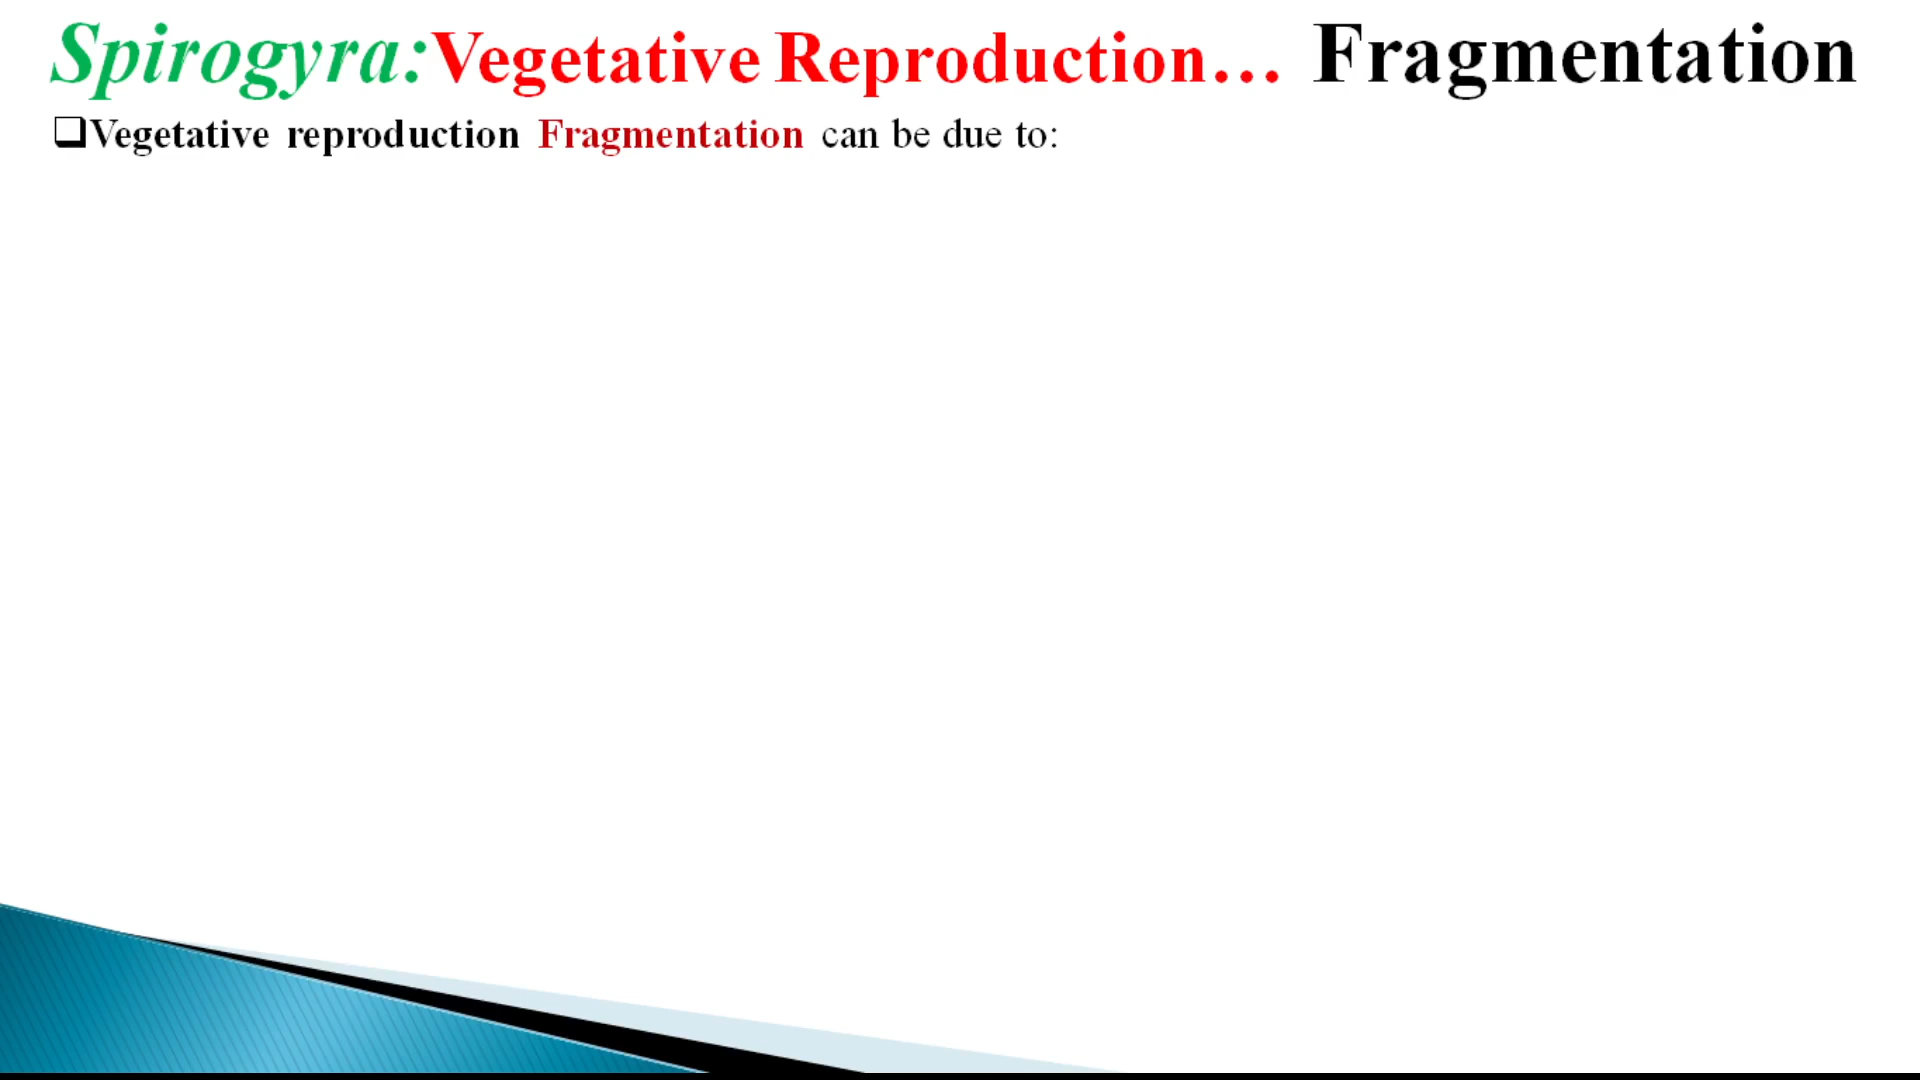 Spirogyra:Vegetative Reproduction… Fragmentation
❑Vegetative reproduction Fragmentation can be due to: